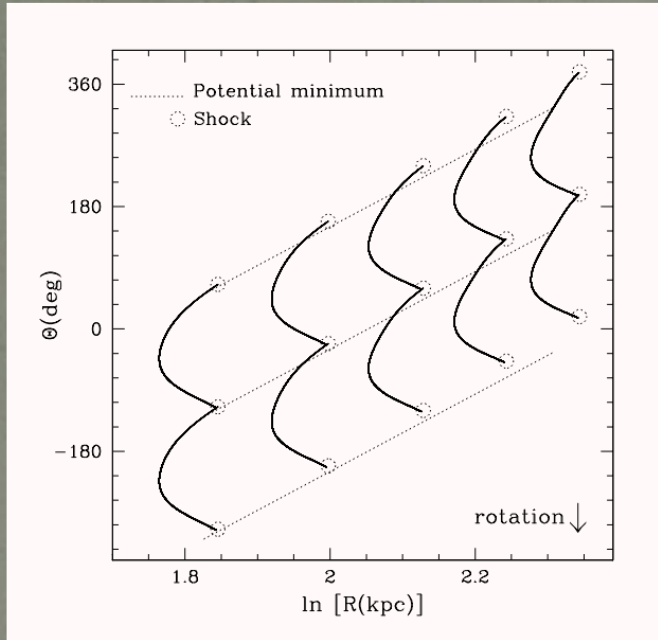 360
180
0
-180
Θ(deg)
Potential minimum
Shock
rotation
1.8
2
2.2
ln [R(kpc)]